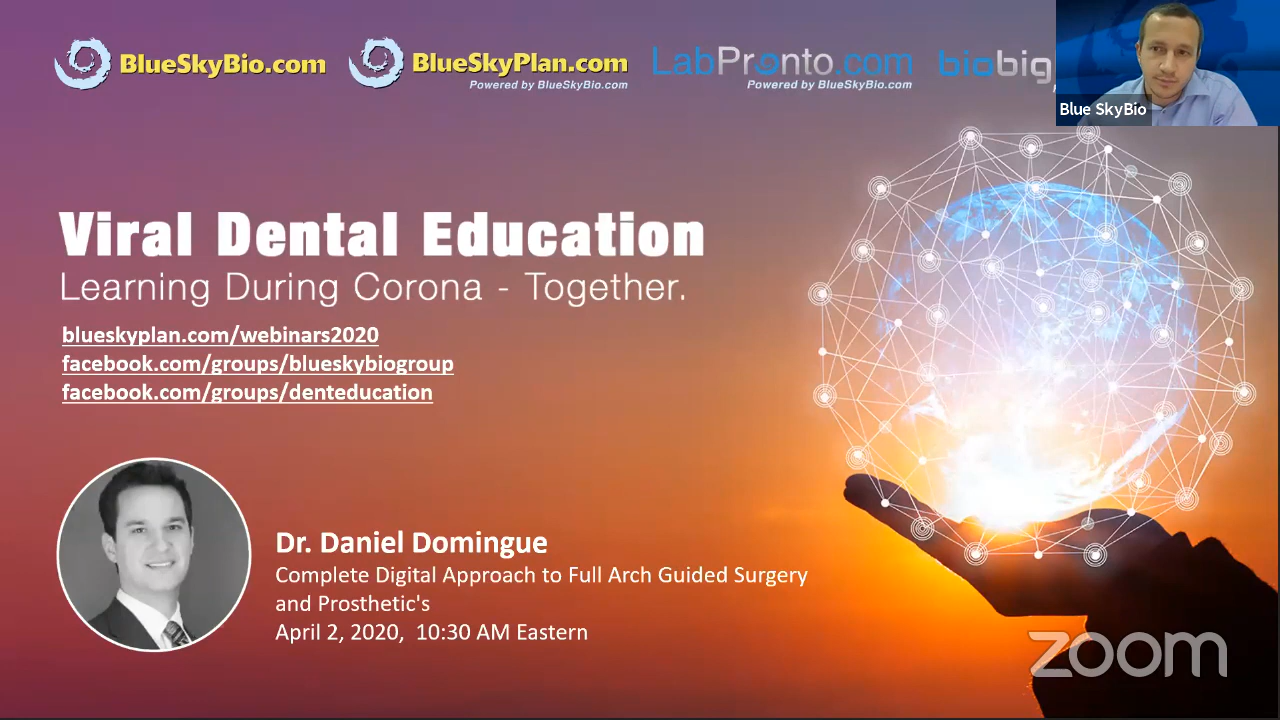 BlueSkyBio.com
BlueSkyPlan.com
Powered by BlueSkyBio.com
LabPronto.com
Powered by BlueSkyBio.com
biobig
Blue SkyBio
Viral Dental Education
Learning During Corona - Together.
blueskyplan.com/webinars2020
facebook.com/groups/blueskybiogroup
facebook.com/groups/denteducation
Dr. Daniel Domingue
Complete Digital Approach to Full Arch Guided Surgery
and Prosthetic's
April 2, 2020, 10:30 AM Eastern
zoom